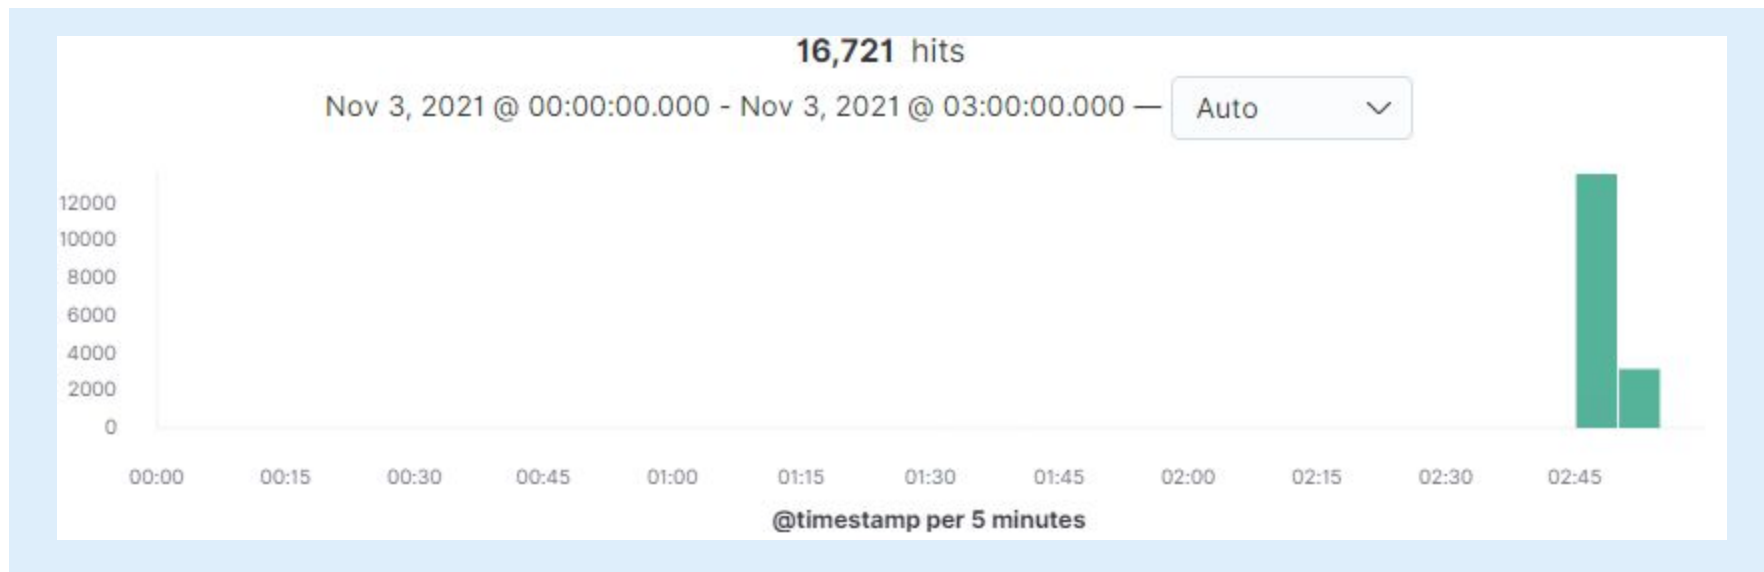 16,721 hits
Nov 3, 2021 @ 00:00:00.000 - Nov 3, 2021 @ 03:00:00.000 — Auto
12000
10000
8000
6000
4000
2000
0
00:00 00:15 00:30 00:45 01:00 01:15 01:30 01:45 02:00 02:15 02:30 02:45
@timestamp per 5 minutes